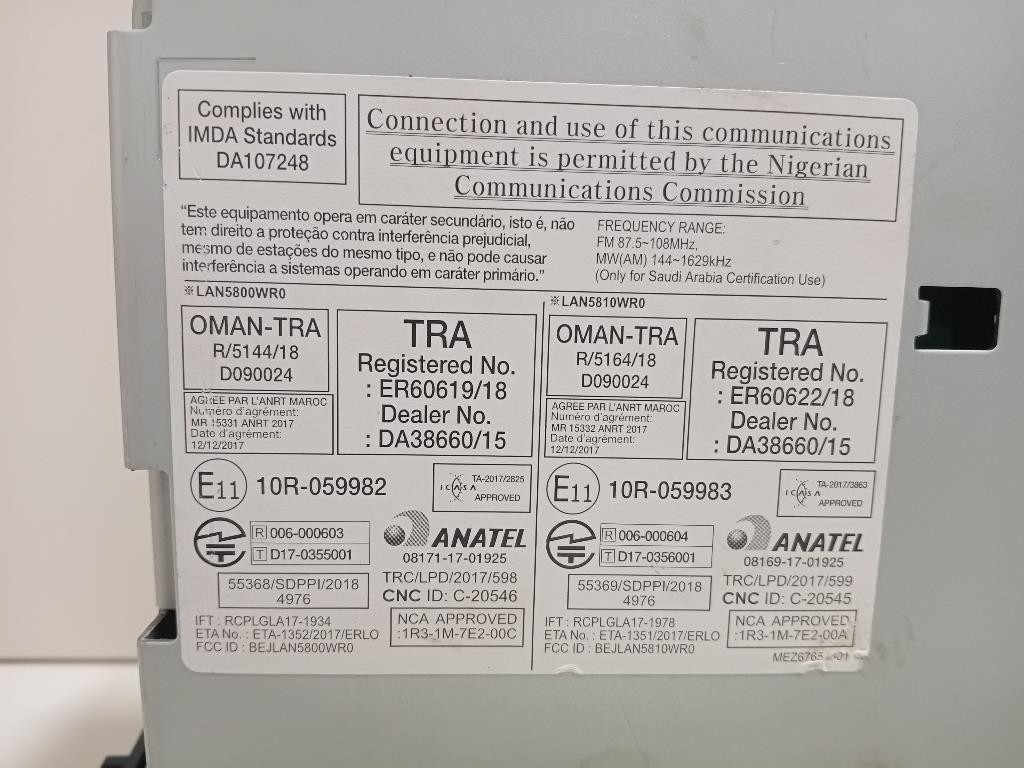 Complies with
IMDA Standards
DA107248
Connection and use of this communications
equipment is permitted by the Nigerian
Communications Commission
"Este equipamento opera em caráter secundário, isto é, não
tem direito a proteção contra interferência prejudicial,
mesmo de estações do mesmo tipo, e não pode causar
interferência a sistemas operando em caráter primário."
FREQUENCY RANGE:
FM 87.5~108MHz,
MW(AM) 144~1629kHz
(Only for Saudi Arabia Certification Use)
※LAN5800WR0
OMAN-TRA
R/5144/18
D090024
TRA
Registered No.
: ER60619/18
Dealer No.
: DA38660/15
AGREE PAR L'ANRT MAROC
Numéro d'agrément:
MR 15331 ANRT 2017
Date d'agrément:
12/12/2017
E11 10R-059982
ICASA
TA-2017/2825
APPROVED
R 006-000603
T D17-0355001
ANATEL
08171-17-01925
55368/SDPPI/2018
4976
TRC/LPD/2017/598
CNC ID: C-20546
IFT : RCPLGLA17-1934
ETA No. : ETA-1352/2017/ERLO
FCC ID : BEJLAN5800WR0
NCA APPROVED
:1R3-1M-7E2-00C
※LAN5810WR0
OMAN-TRA
R/5164/18
D090024
TRA
Registered No.
: ER60622/18
Dealer No.
: DA38660/15
AGREE PAR L'ANRT MAROC
Numéro d'agrément:
MR 15332 ANRT 2017
Date d'agrément:
12/12/2017
E11 10R-059983
ICASA
TA-2017/3863
APPROVED
R 006-000604
T D17-0356001
ANATEL
08169-17-01925
55369/SDPPI/2018
4976
TRC/LPD/2017/599
CNC ID: C-20545
IFT : RCPLGLA17-1978
ETA No. : ETA-1351/2017/ERLO
FCC ID : BEJLAN5810WR0
NCA APPROVED
:1R3-1M-7E2-00A